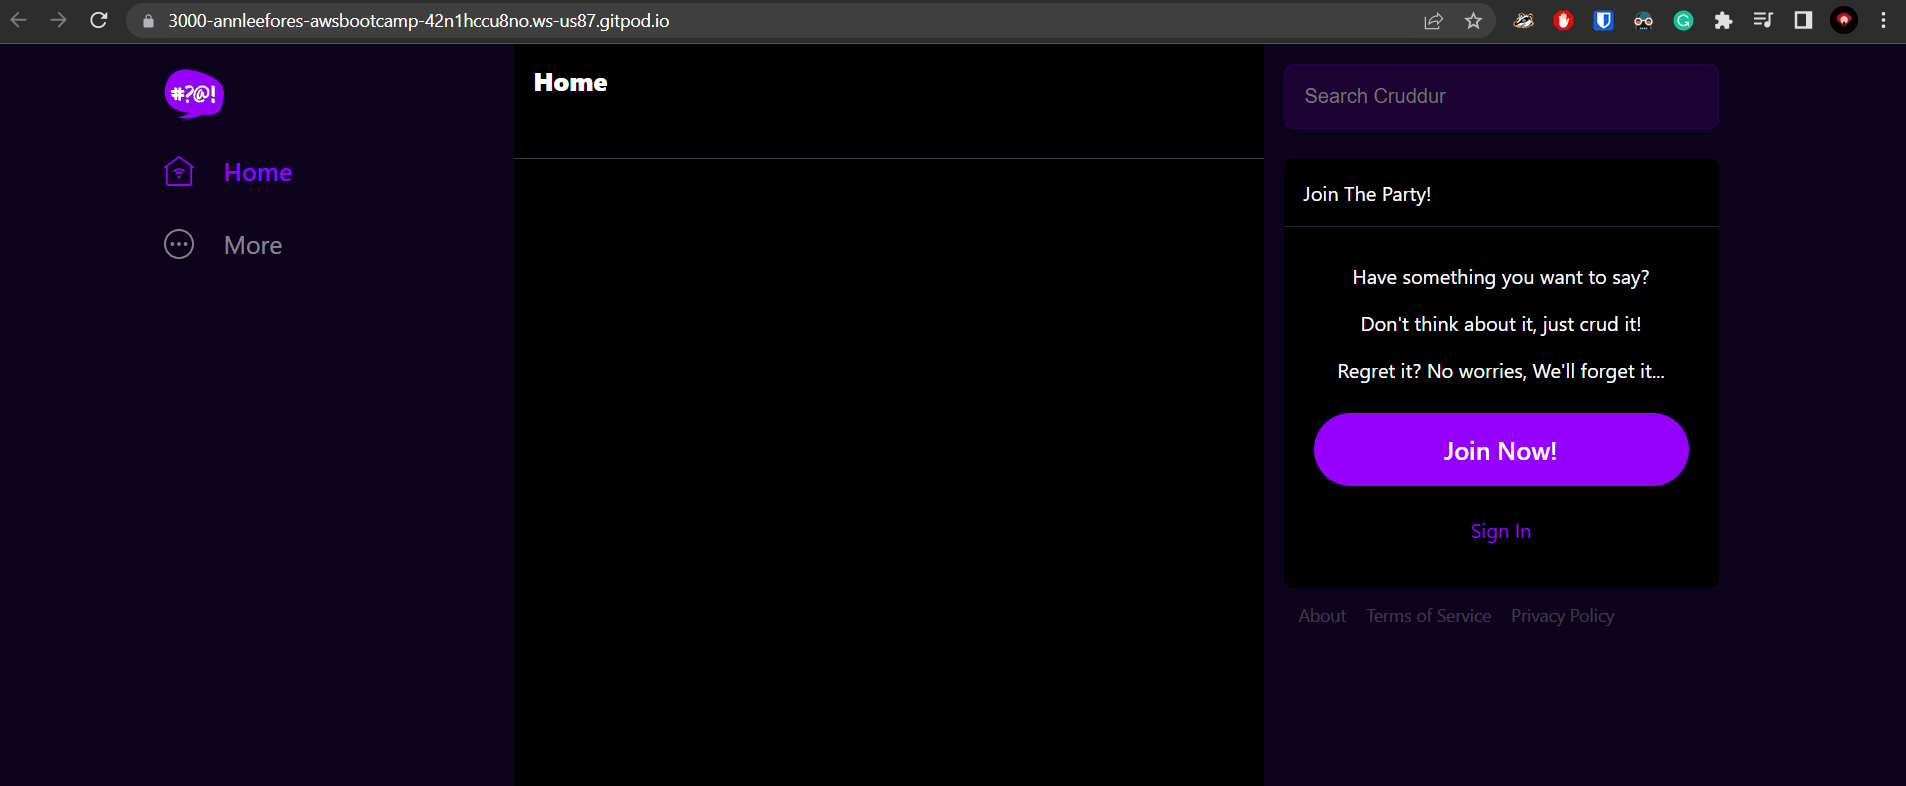 3000-annleefores-awsbootcamp-42n1hccu8no.ws-us87.gitpod.io
#?@!
Home
More
Home
Search Cruddur
Join The Party!
Have something you want to say?
Don't think about it, just crud it!
Regret it? No worries, We'll forget it...
Join Now!
Sign In
About Terms of Service Privacy Policy